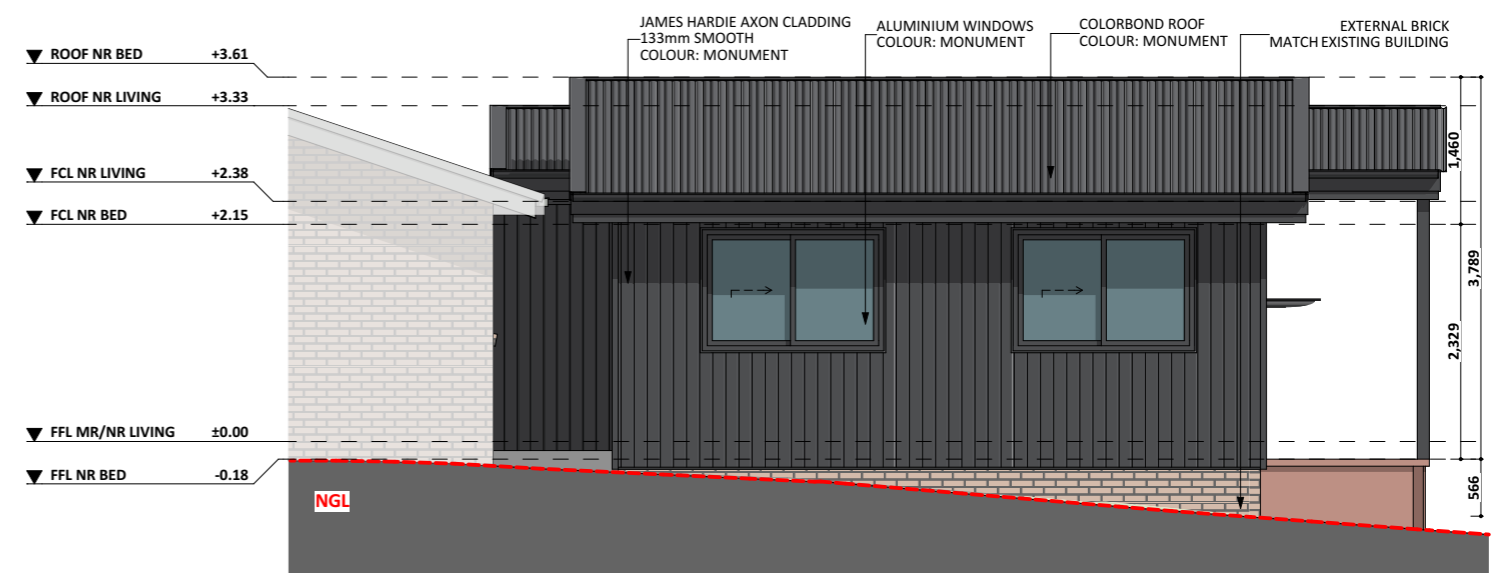 JAMES HARDIE AXON CLADDING
133mm SMOOTH
COLOUR: MONUMENT
ALUMINIUM WINDOWS
COLOUR: MONUMENT
COLORBOND ROOF
COLOUR: MONUMENT
EXTERNAL BRICK
MATCH EXISTING BUILDING
ROOF NR BED +3.61
ROOF NR LIVING +3.33
FCL NR LIVING +2.38
FCL NR BED +2.15
FFL MR/NR LIVING ±0.00
FFL NR BED -0.18
NGL
1,460
3,789
2,329
566